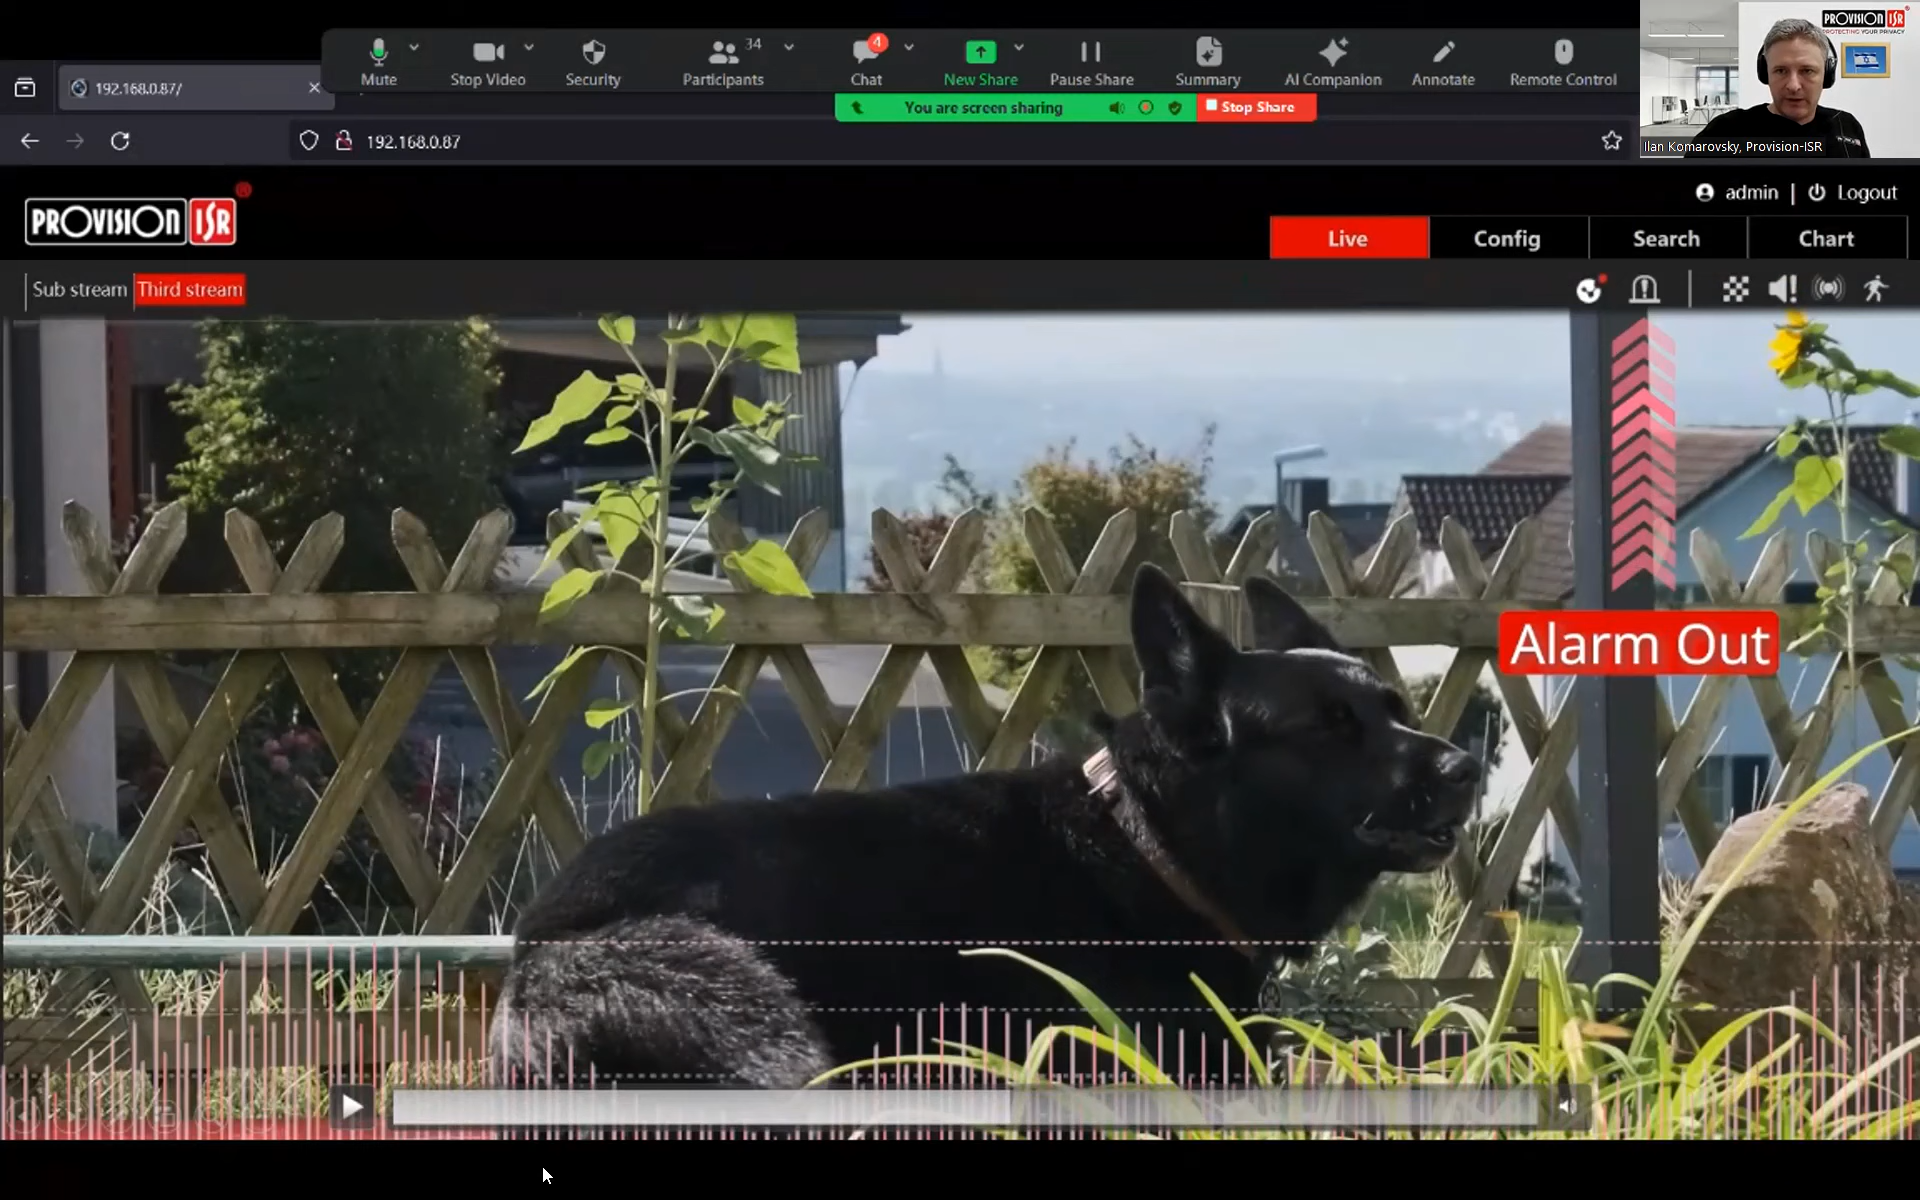 34
4
Mute
Stop Video
Security
Participants
Chat
New Share
Pause Share
Summary
AI Companion
Annotate
Remote Control
PROVISION ISR
PROTECTING YOUR PRIVACY
192.168.0.87/
You are screen sharing
Stop Share
192.168.0.87
Ilan Komarovsky, Provision-ISR
admin | Logout
PROVISION ISR
Live
Config
Search
Chart
Sub stream
Third stream
Alarm Out